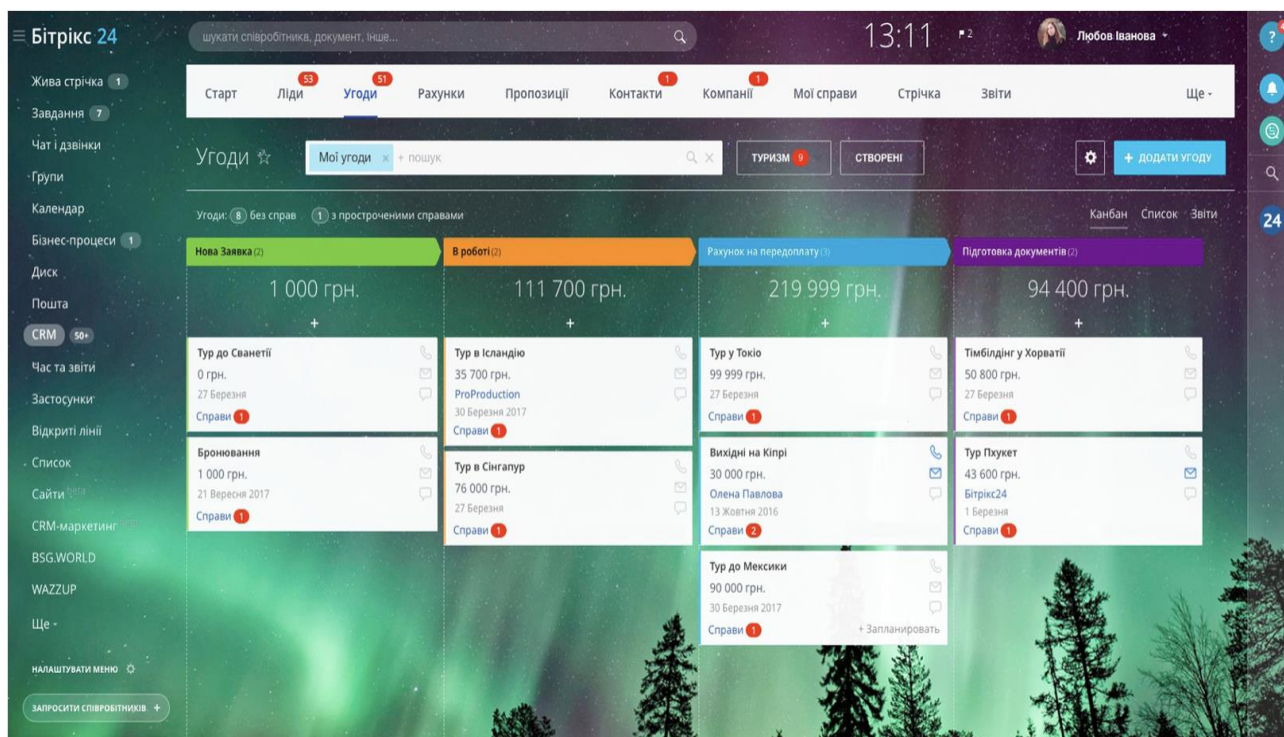 Бітрікс 24
шукати співробітника, документ, інше...
13:11
2
Любов Іванова
?
Жива стрічка 1
Завдання 7
Чат і дзвінки
Групи
Календар
Бізнес-процеси 1
Диск
Пошта
CRM 50+
Час та звіти
Застосунки
Відкриті лінії
Список
Сайти beta
CRM-маркетинг
BSG.WORLD
WAZZUP
Ще
НАЛАШТУВАТИ МЕНЮ
ЗАПРОСИТИ СПІВРОБІТНИКІВ +
Старт Ліди 53 Угоди 51 Рахунки Пропозиції Контакти 1 Компанії 1 Мої справи Стрічка Звіти Ще
Угоди Мої угоди × + пошук ТУРИЗМ 9 СТВОРЕНІ + ДОДАТИ УГОДУ
24
Угоди: 8 без справ 1 з простроченими справами
Канбан Список Звіти
Нова Заявка (2)
1 000 грн.
+
Тур до Сванетії
0 грн.
27 Березня
Справи 1
Бронювання
1 000 грн.
21 Вересня 2017
Справи 1
В роботі (2)
111 700 грн.
+
Тур в Ісландію
35 700 грн.
ProProduction
30 Березня 2017
Справи 1
Тур в Сінгапур
76 000 грн.
27 Березня
Справи 1
Рахунок на передоплату (3)
219 999 грн.
+
Тур у Токіо
99 999 грн.
27 Березня
Справи 1
Вихідні на Кіпрі
30 000 грн.
Олена Павлова
13 Жовтня 2016
Справи 2
Тур до Мексики
90 000 грн.
30 Березня 2017
Справи 1 + Запланировать
Підготовка документів (2)
94 400 грн.
+
Тімбілдінг у Хорватії
50 800 грн.
27 Березня
Справи 1
Тур Пхукет
43 600 грн.
Бітрікс24
1 Березня
Справи 1